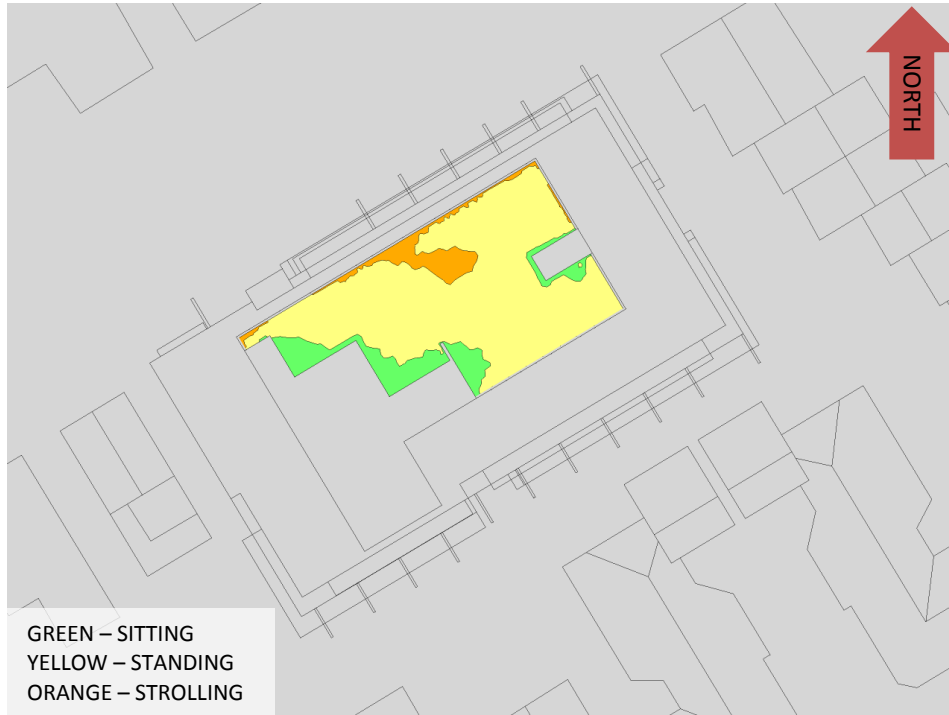 NORTH
GREEN – SITTING
YELLOW – STANDING
ORANGE – STROLLING